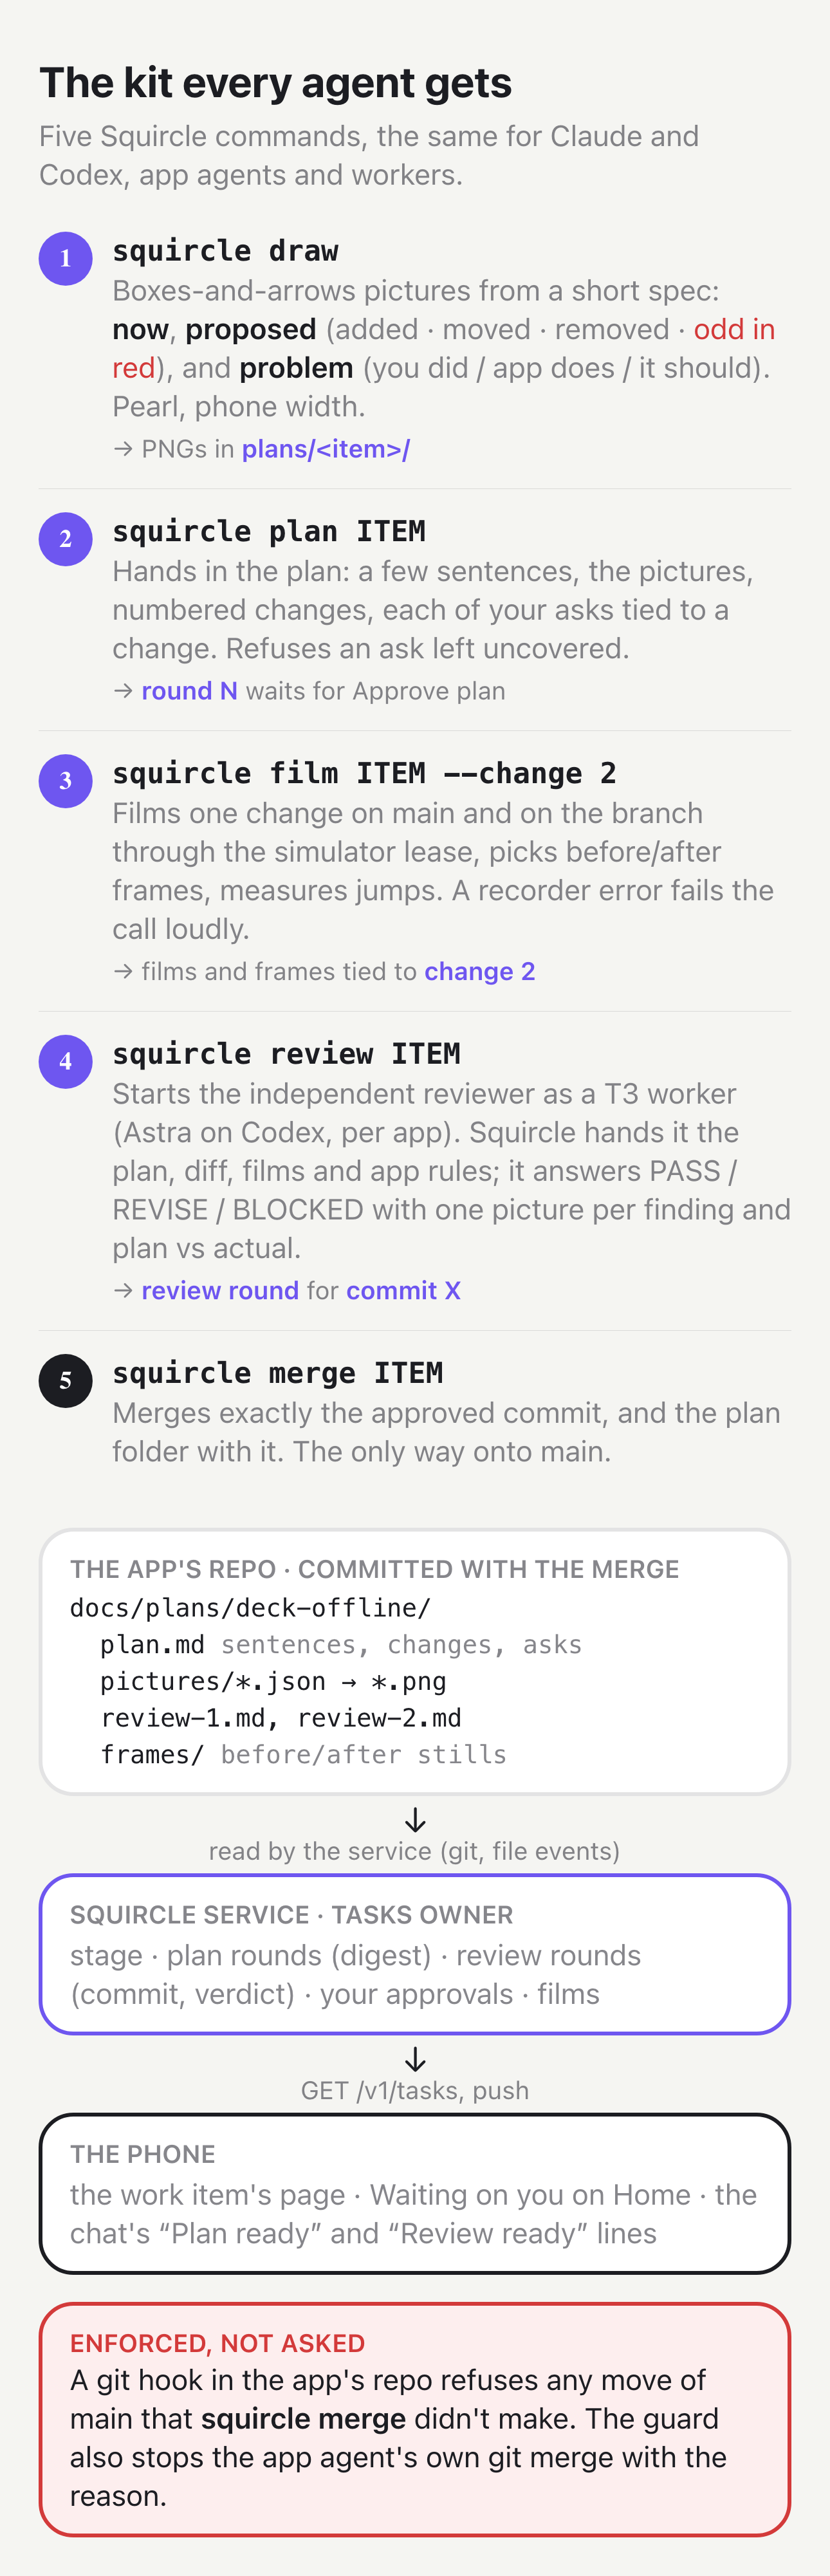 The kit every agent gets
Five Squircle commands, the same for Claude and
Codex, app agents and workers.
1
squircle draw
Boxes-and-arrows pictures from a short spec:
now, proposed (added · moved · removed · odd in
red), and problem (you did / app does / it should).
Pearl, phone width.
→ PNGs in plans/<item>/
2
squircle plan ITEM
Hands in the plan: a few sentences, the pictures,
numbered changes, each of your asks tied to a
change. Refuses an ask left uncovered.
→ round N waits for Approve plan
3
squircle film ITEM --change 2
Films one change on main and on the branch
through the simulator lease, picks before/after
frames, measures jumps. A recorder error fails the
call loudly.
→ films and frames tied to change 2
4
squircle review ITEM
Starts the independent reviewer as a T3 worker
(Astra on Codex, per app). Squircle hands it the
plan, diff, films and app rules; it answers PASS /
REVISE / BLOCKED with one picture per finding and
plan vs actual.
→ review round for commit X
5
squircle merge ITEM
Merges exactly the approved commit, and the plan
folder with it. The only way onto main.
THE APP'S REPO · COMMITTED WITH THE MERGE
docs/plans/deck-offline/
plan.md sentences, changes, asks
pictures/*.json → *.png
review-1.md, review-2.md
frames/ before/after stills
↓
read by the service (git, file events)
SQUIRCLE SERVICE · TASKS OWNER
stage · plan rounds (digest) · review rounds
(commit, verdict) · your approvals · films
↓
GET /v1/tasks, push
THE PHONE
the work item's page · Waiting on you on Home · the
chat's “Plan ready” and “Review ready” lines
ENFORCED, NOT ASKED
A git hook in the app's repo refuses any move of
main that squircle merge didn't make. The guard
also stops the app agent's own git merge with the
reason.